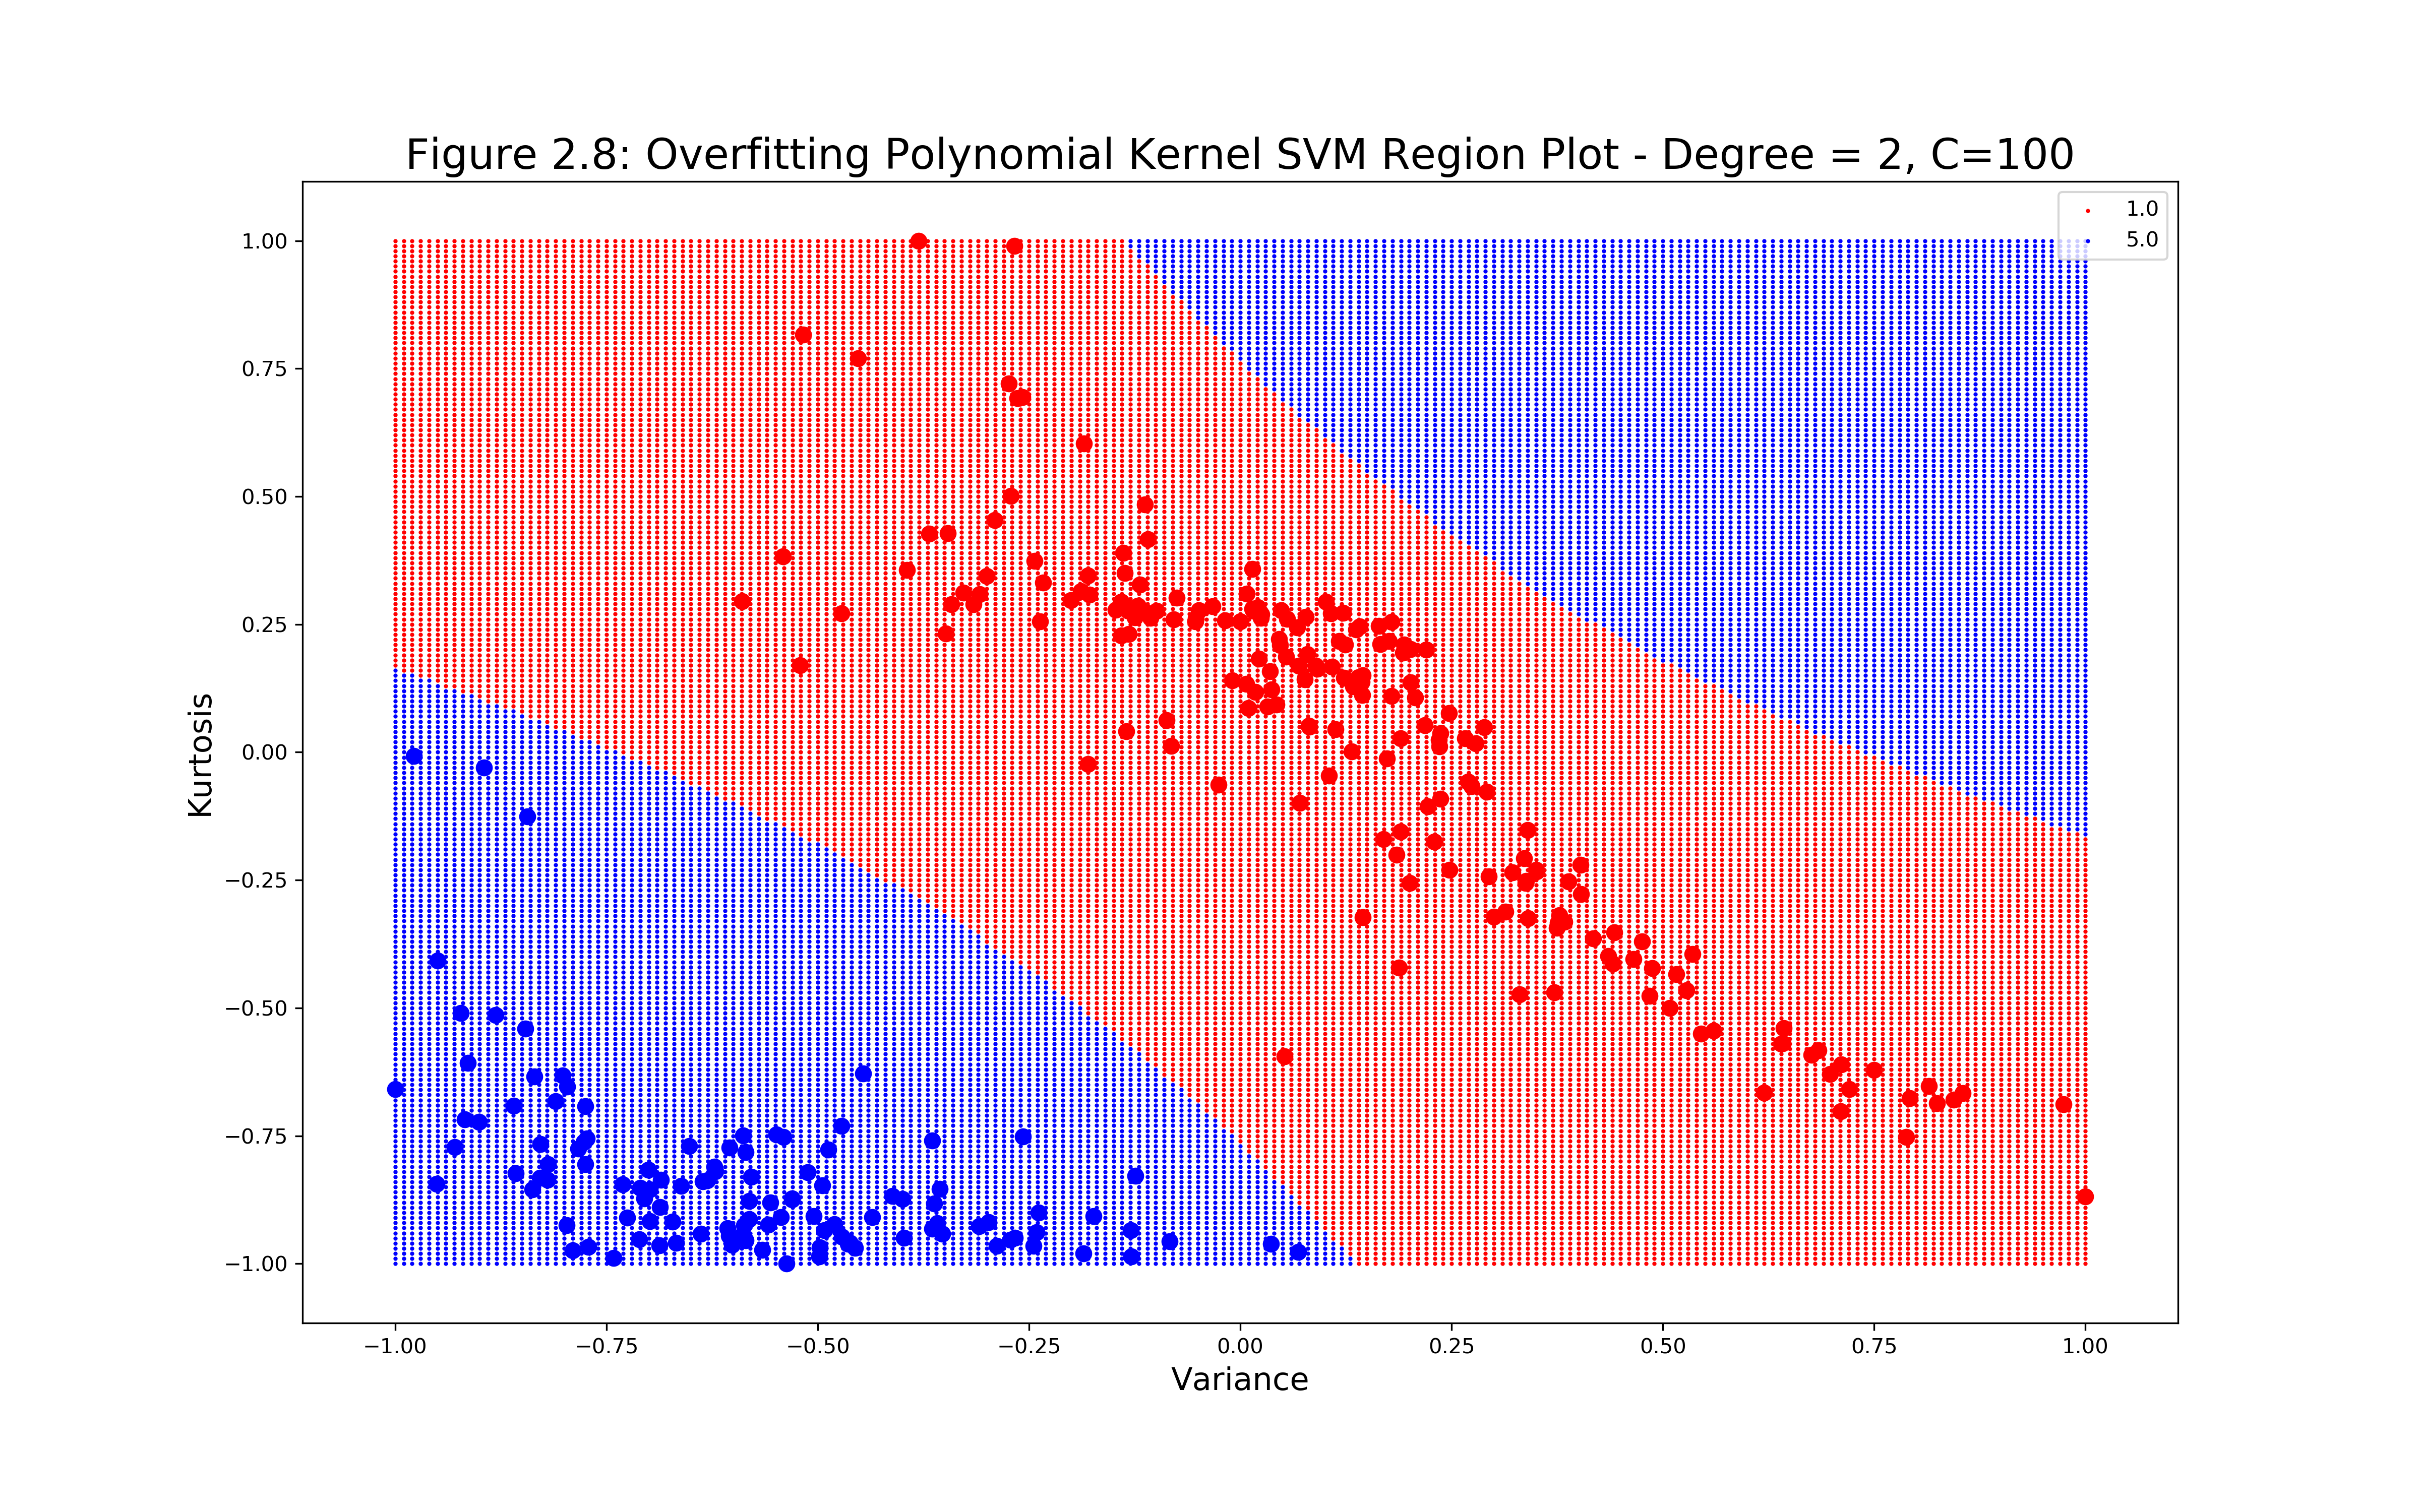 Figure 2.8: Overfitting Polynomial Kernel SVM Region Plot - Degree = 2, C=100
1.0
5.0
1.00
0.75
0.50
0.25
0.00
−0.25
−0.50
−0.75
−1.00
Kurtosis
−1.00 −0.75 −0.50 −0.25 0.00 0.25 0.50 0.75 1.00
Variance